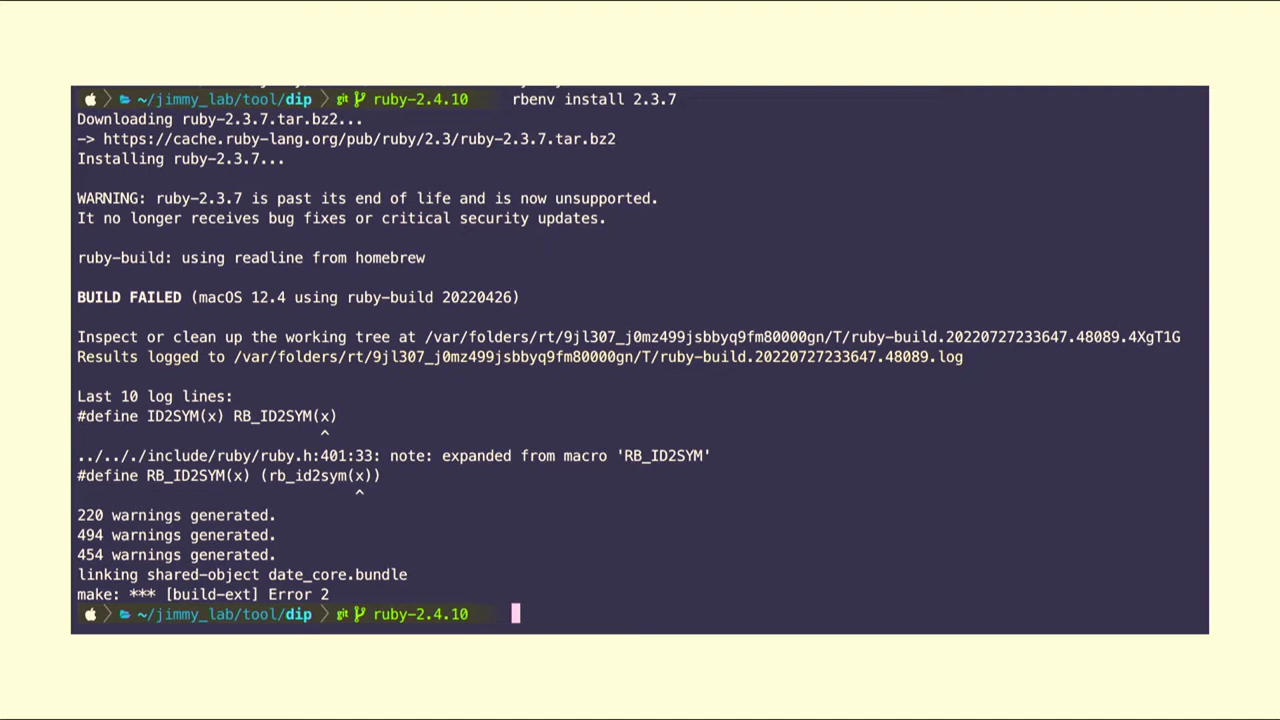 ~/jimmy_lab/tool/dip git ruby-2.4.10 rbenv install 2.3.7
Downloading ruby-2.3.7.tar.bz2...
-> https://cache.ruby-lang.org/pub/ruby/2.3/ruby-2.3.7.tar.bz2
Installing ruby-2.3.7...
WARNING: ruby-2.3.7 is past its end of life and is now unsupported.
It no longer receives bug fixes or critical security updates.
ruby-build: using readline from homebrew
BUILD FAILED (macOS 12.4 using ruby-build 20220426)
Inspect or clean up the working tree at /var/folders/rt/9jl307_j0mz499jsbbyq9fm80000gn/T/ruby-build.20220727233647.48089.4XgT1G
Results logged to /var/folders/rt/9jl307_j0mz499jsbbyq9fm80000gn/T/ruby-build.20220727233647.48089.log
Last 10 log lines:
#define ID2SYM(x) RB_ID2SYM(x)
^
../.././include/ruby/ruby.h:401:33: note: expanded from macro 'RB_ID2SYM'
#define RB_ID2SYM(x) (rb_id2sym(x))
^
220 warnings generated.
494 warnings generated.
454 warnings generated.
linking shared-object date_core.bundle
make: *** [build-ext] Error 2
~/jimmy_lab/tool/dip git ruby-2.4.10